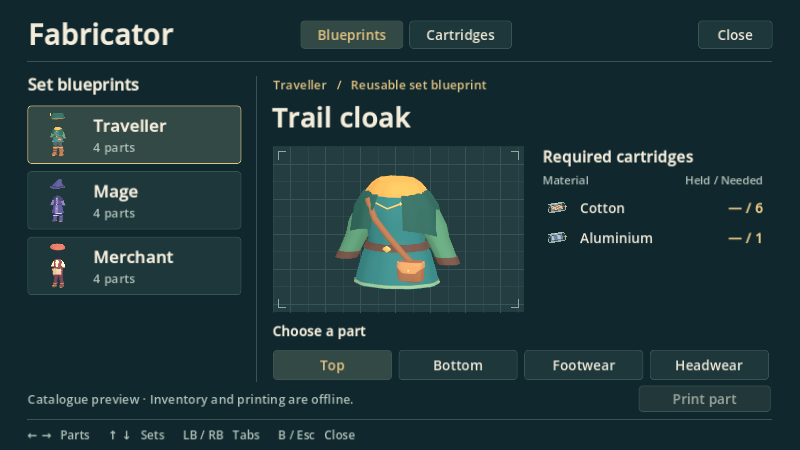 Fabricator
Blueprints
Cartridges
Close
Set blueprints
Traveller
4 parts
Mage
4 parts
Merchant
4 parts
Traveller / Reusable set blueprint
Trail cloak
Required cartridges
Material Held / Needed
Cotton — / 6
Aluminium — / 1
Choose a part
Top
Bottom
Footwear
Headwear
Catalogue preview · Inventory and printing are offline.
Print part
← → Parts ↑ ↓ Sets LB / RB Tabs B / Esc Close